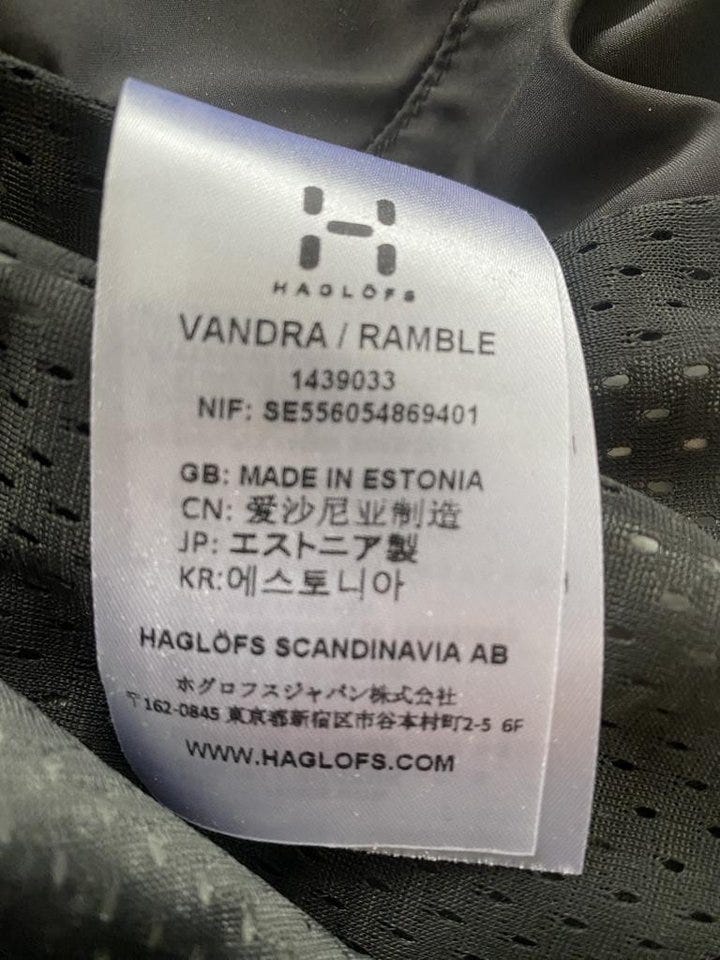 HAGLÖFS
VANDRA / RAMBLE
1439033
NIF: SE556054869401
GB: MADE IN ESTONIA
CN: 爱沙尼亚制造
JP: エストニア製
KR:에스토니아
HAGLÖFS SCANDINAVIA AB
ホグロフスジャパン株式会社
〒162-0845 東京都新宿区市谷本村町2-5 6F
WWW.HAGLOFS.COM